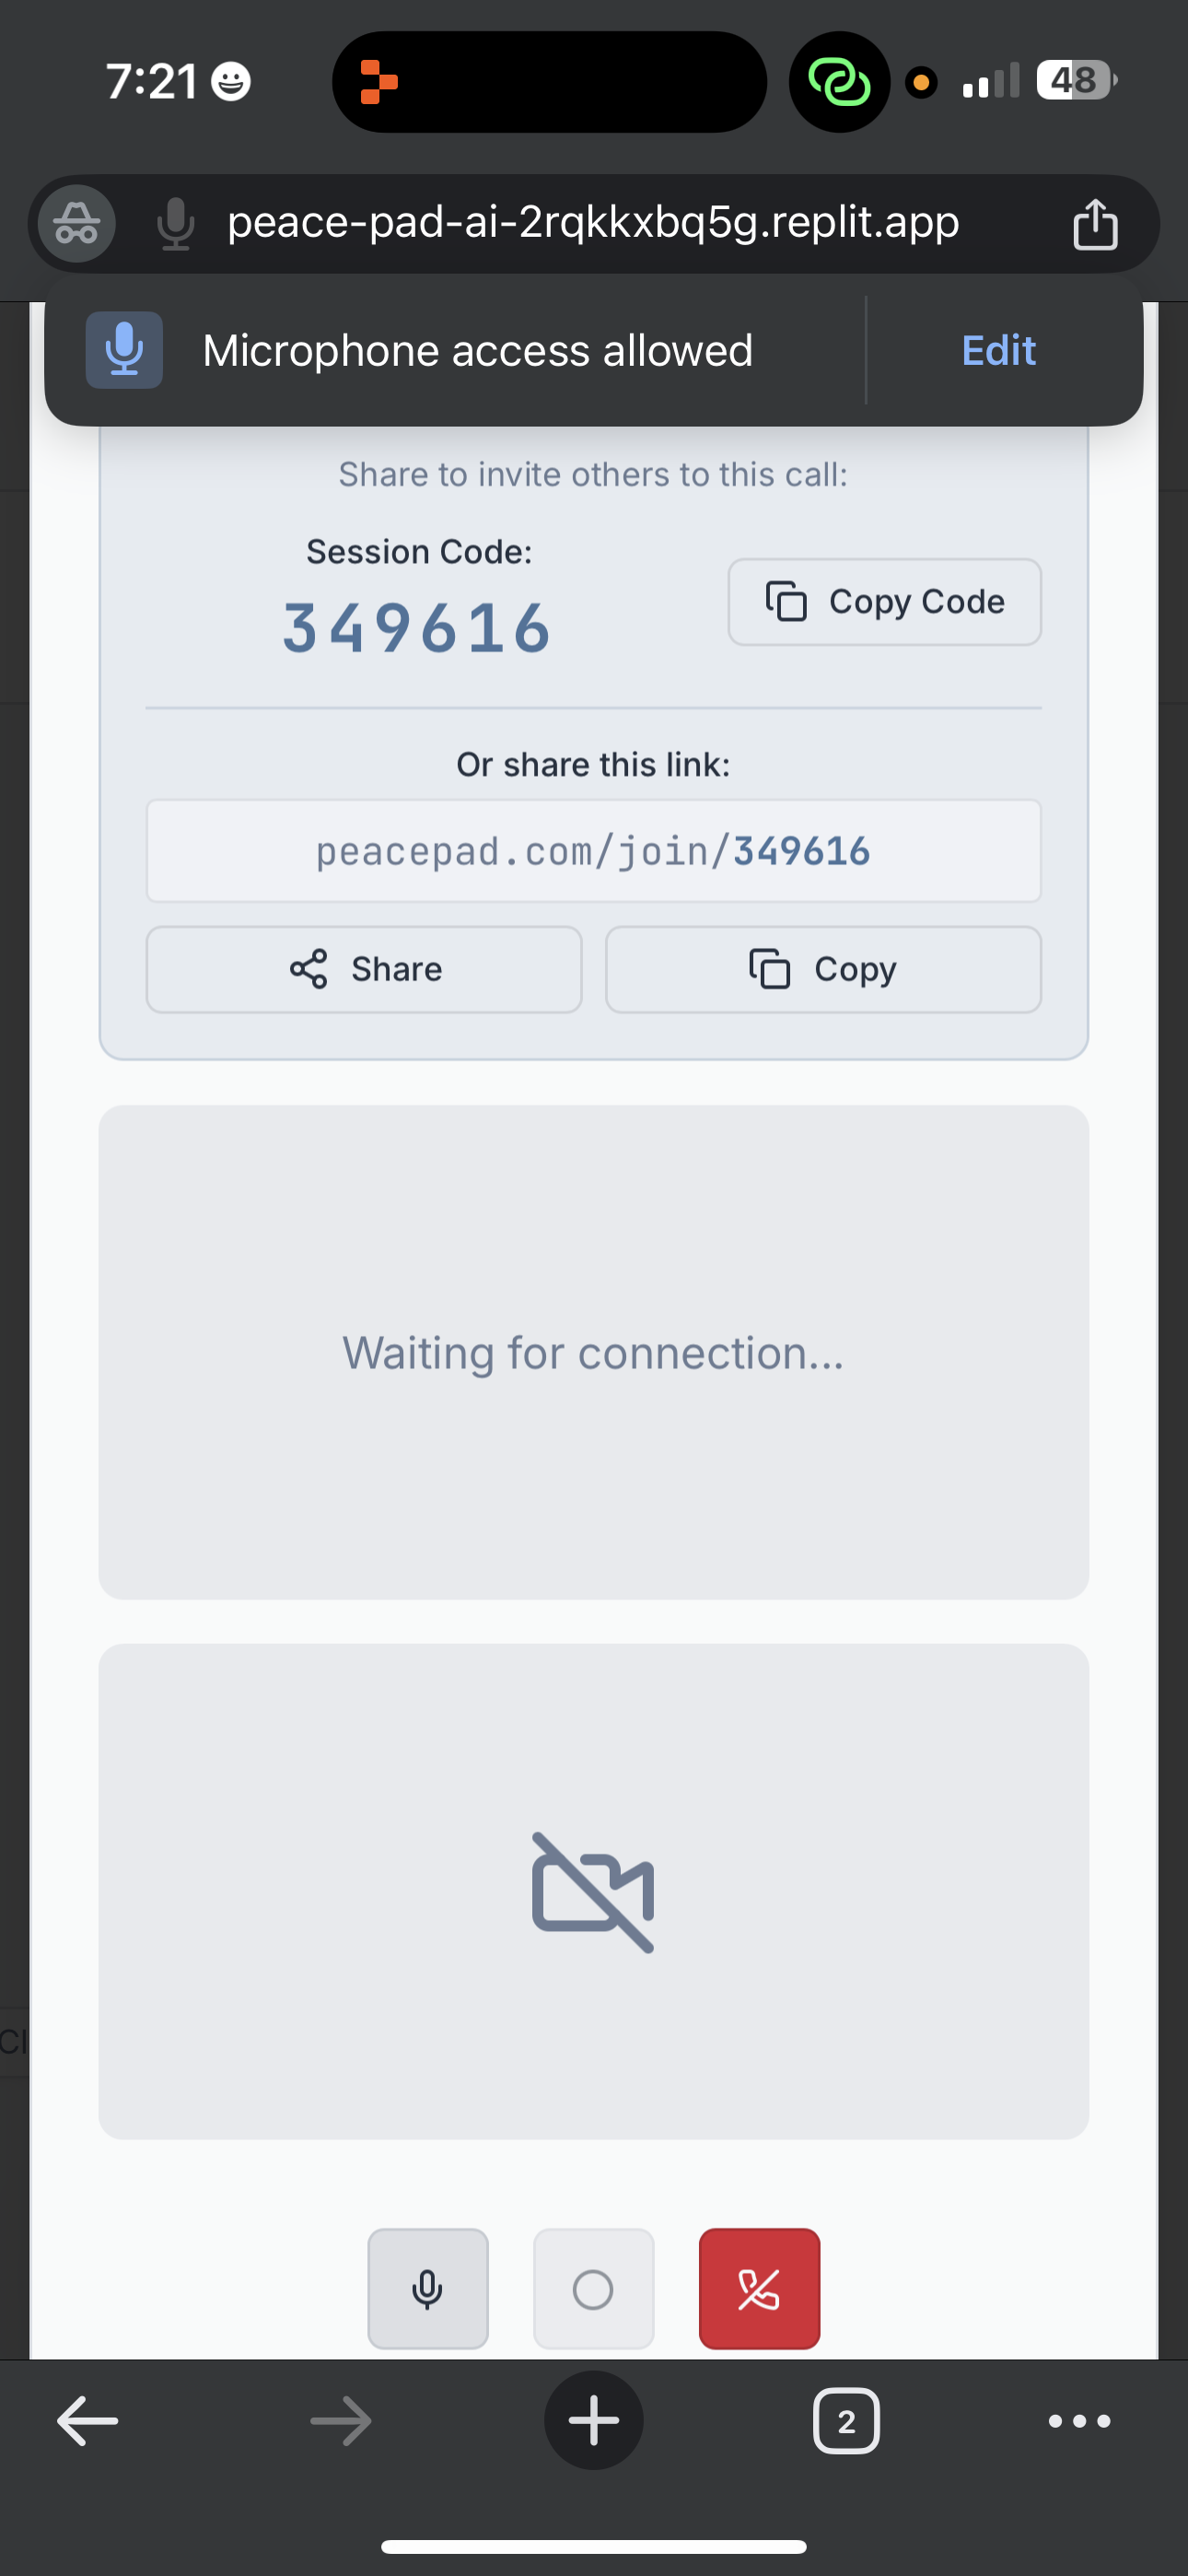 7:21
48
peace-pad-ai-2rqkkxbq5g.replit.app
Microphone access allowed
Edit
Share to invite others to this call:
Session Code:
349616
Copy Code
Or share this link:
peacepad.com/join/349616
Share
Copy
Waiting for connection...
2